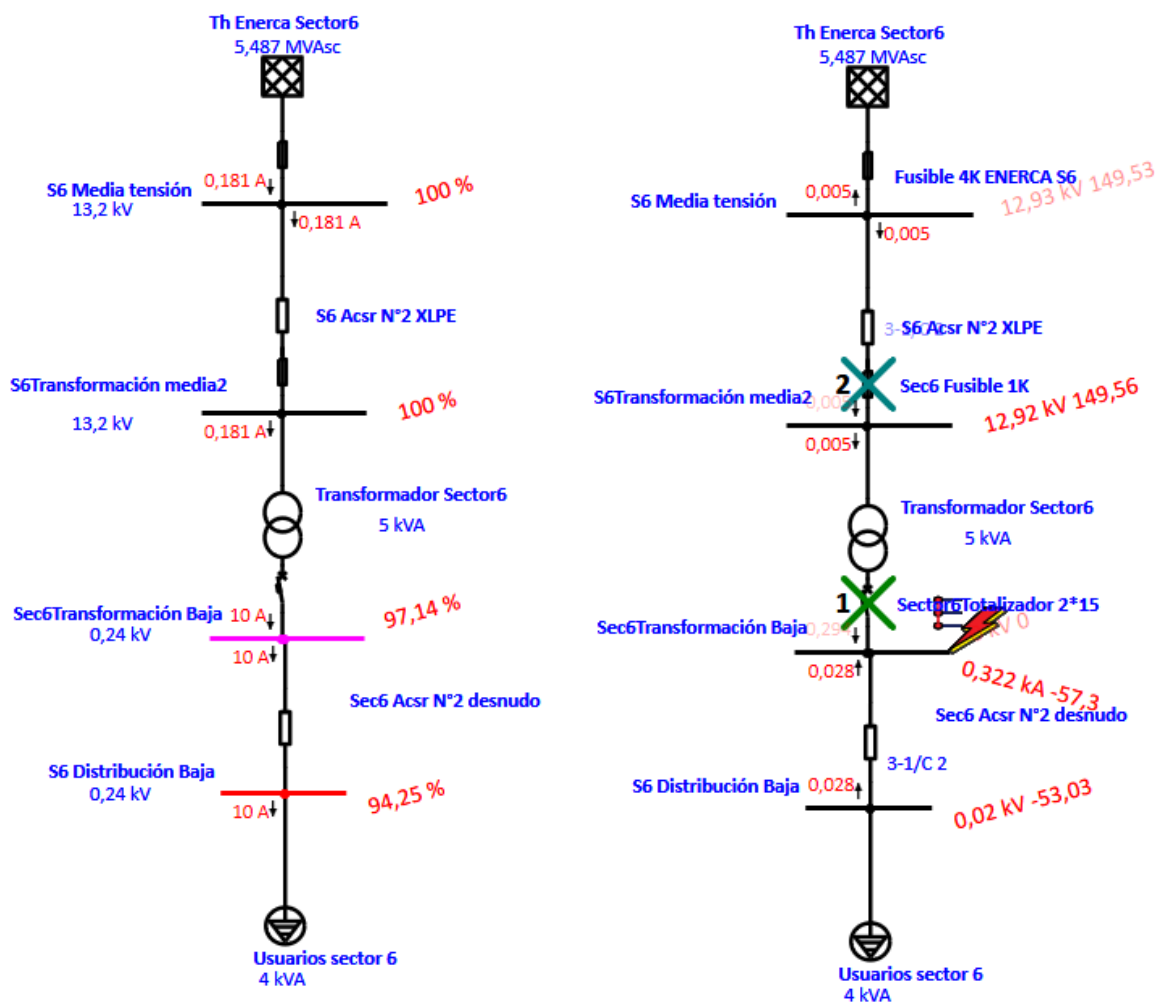 Th Enerca Sector6
5,487 MVAsc
0,181 A
S6 Media tensión
13,2 kV
100 %
0,181 A
S6 Acsr N°2 XLPE
S6Transformación media2
13,2 kV
100 %
0,181 A
Transformador Sector6
5 kVA
Sec6Transformación Baja
0,24 kV
10 A
97,14 %
10 A
Sec6 Acsr N°2 desnudo
S6 Distribución Baja
0,24 kV
94,25 %
10 A
Usuarios sector 6
4 kVA
Th Enerca Sector6
5,487 MVAsc
Fusible 4K ENERCA S6
0,005
12,93 kV 149,53
S6 Media tensión
0,005
S6 Acsr N°2 XLPE
2
Sec6 Fusible 1K
S6Transformación media2
0,005
12,92 kV 149,56
0,005
Transformador Sector6
5 kVA
1
Sector6Totalizador 2*15
Sec6Transformación Baja
kV 0
0,028
0,322 kA -57,3
Sec6 Acsr N°2 desnudo
3-1/C 2
S6 Distribución Baja
0,028
0,02 kV -53,03
Usuarios sector 6
4 kVA